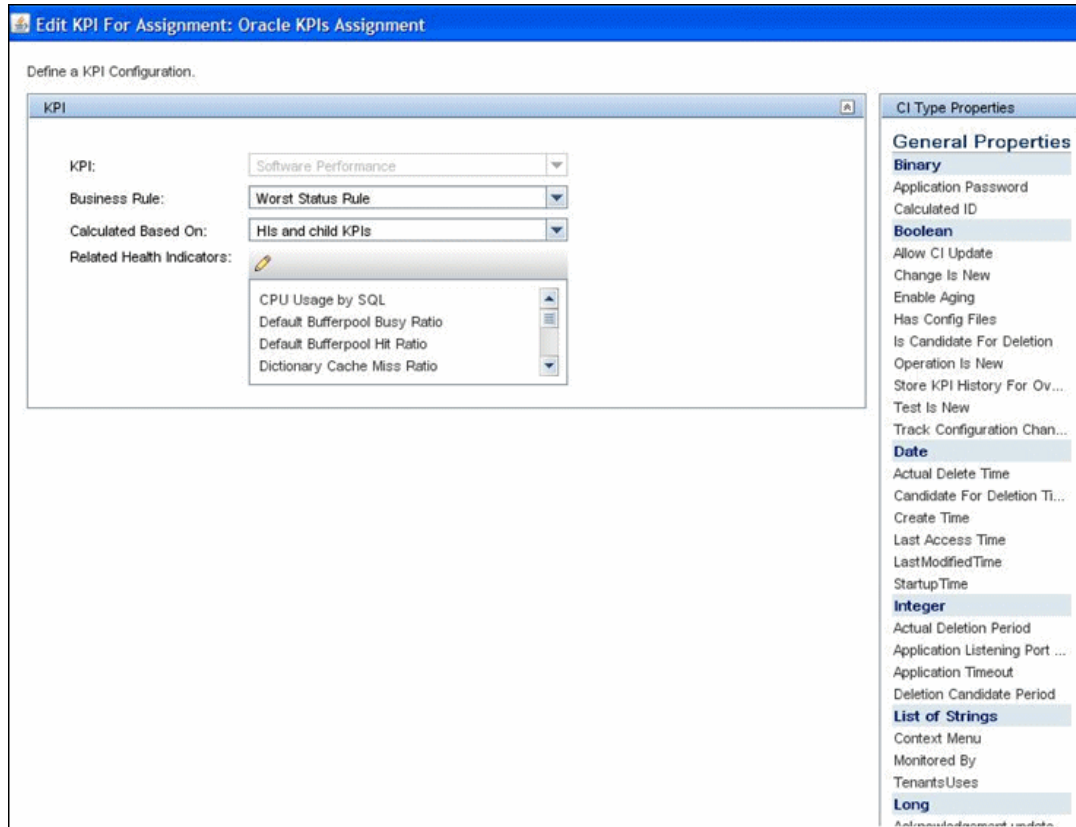 Edit KPI For Assignment: Oracle KPIs Assignment
Define a KPI Configuration.
KPI
KPI: Software Performance
Business Rule: Worst Status Rule
Calculated Based On: HIs and child KPIs
Related Health Indicators:
CPU Usage by SQL
Default Bufferpool Busy Ratio
Default Bufferpool Hit Ratio
Dictionary Cache Miss Ratio
CI Type Properties
General Properties
Binary
Application Password
Calculated ID
Boolean
Allow CI Update
Change Is New
Enable Aging
Has Config Files
Is Candidate For Deletion
Operation Is New
Store KPI History For Ov...
Test Is New
Track Configuration Chan...
Date
Actual Delete Time
Candidate For Deletion Ti...
Create Time
Last Access Time
LastModifiedTime
StartupTime
Integer
Actual Deletion Period
Application Listening Port ...
Application Timeout
Deletion Candidate Period
List of Strings
Context Menu
Monitored By
TenantsUses
Long